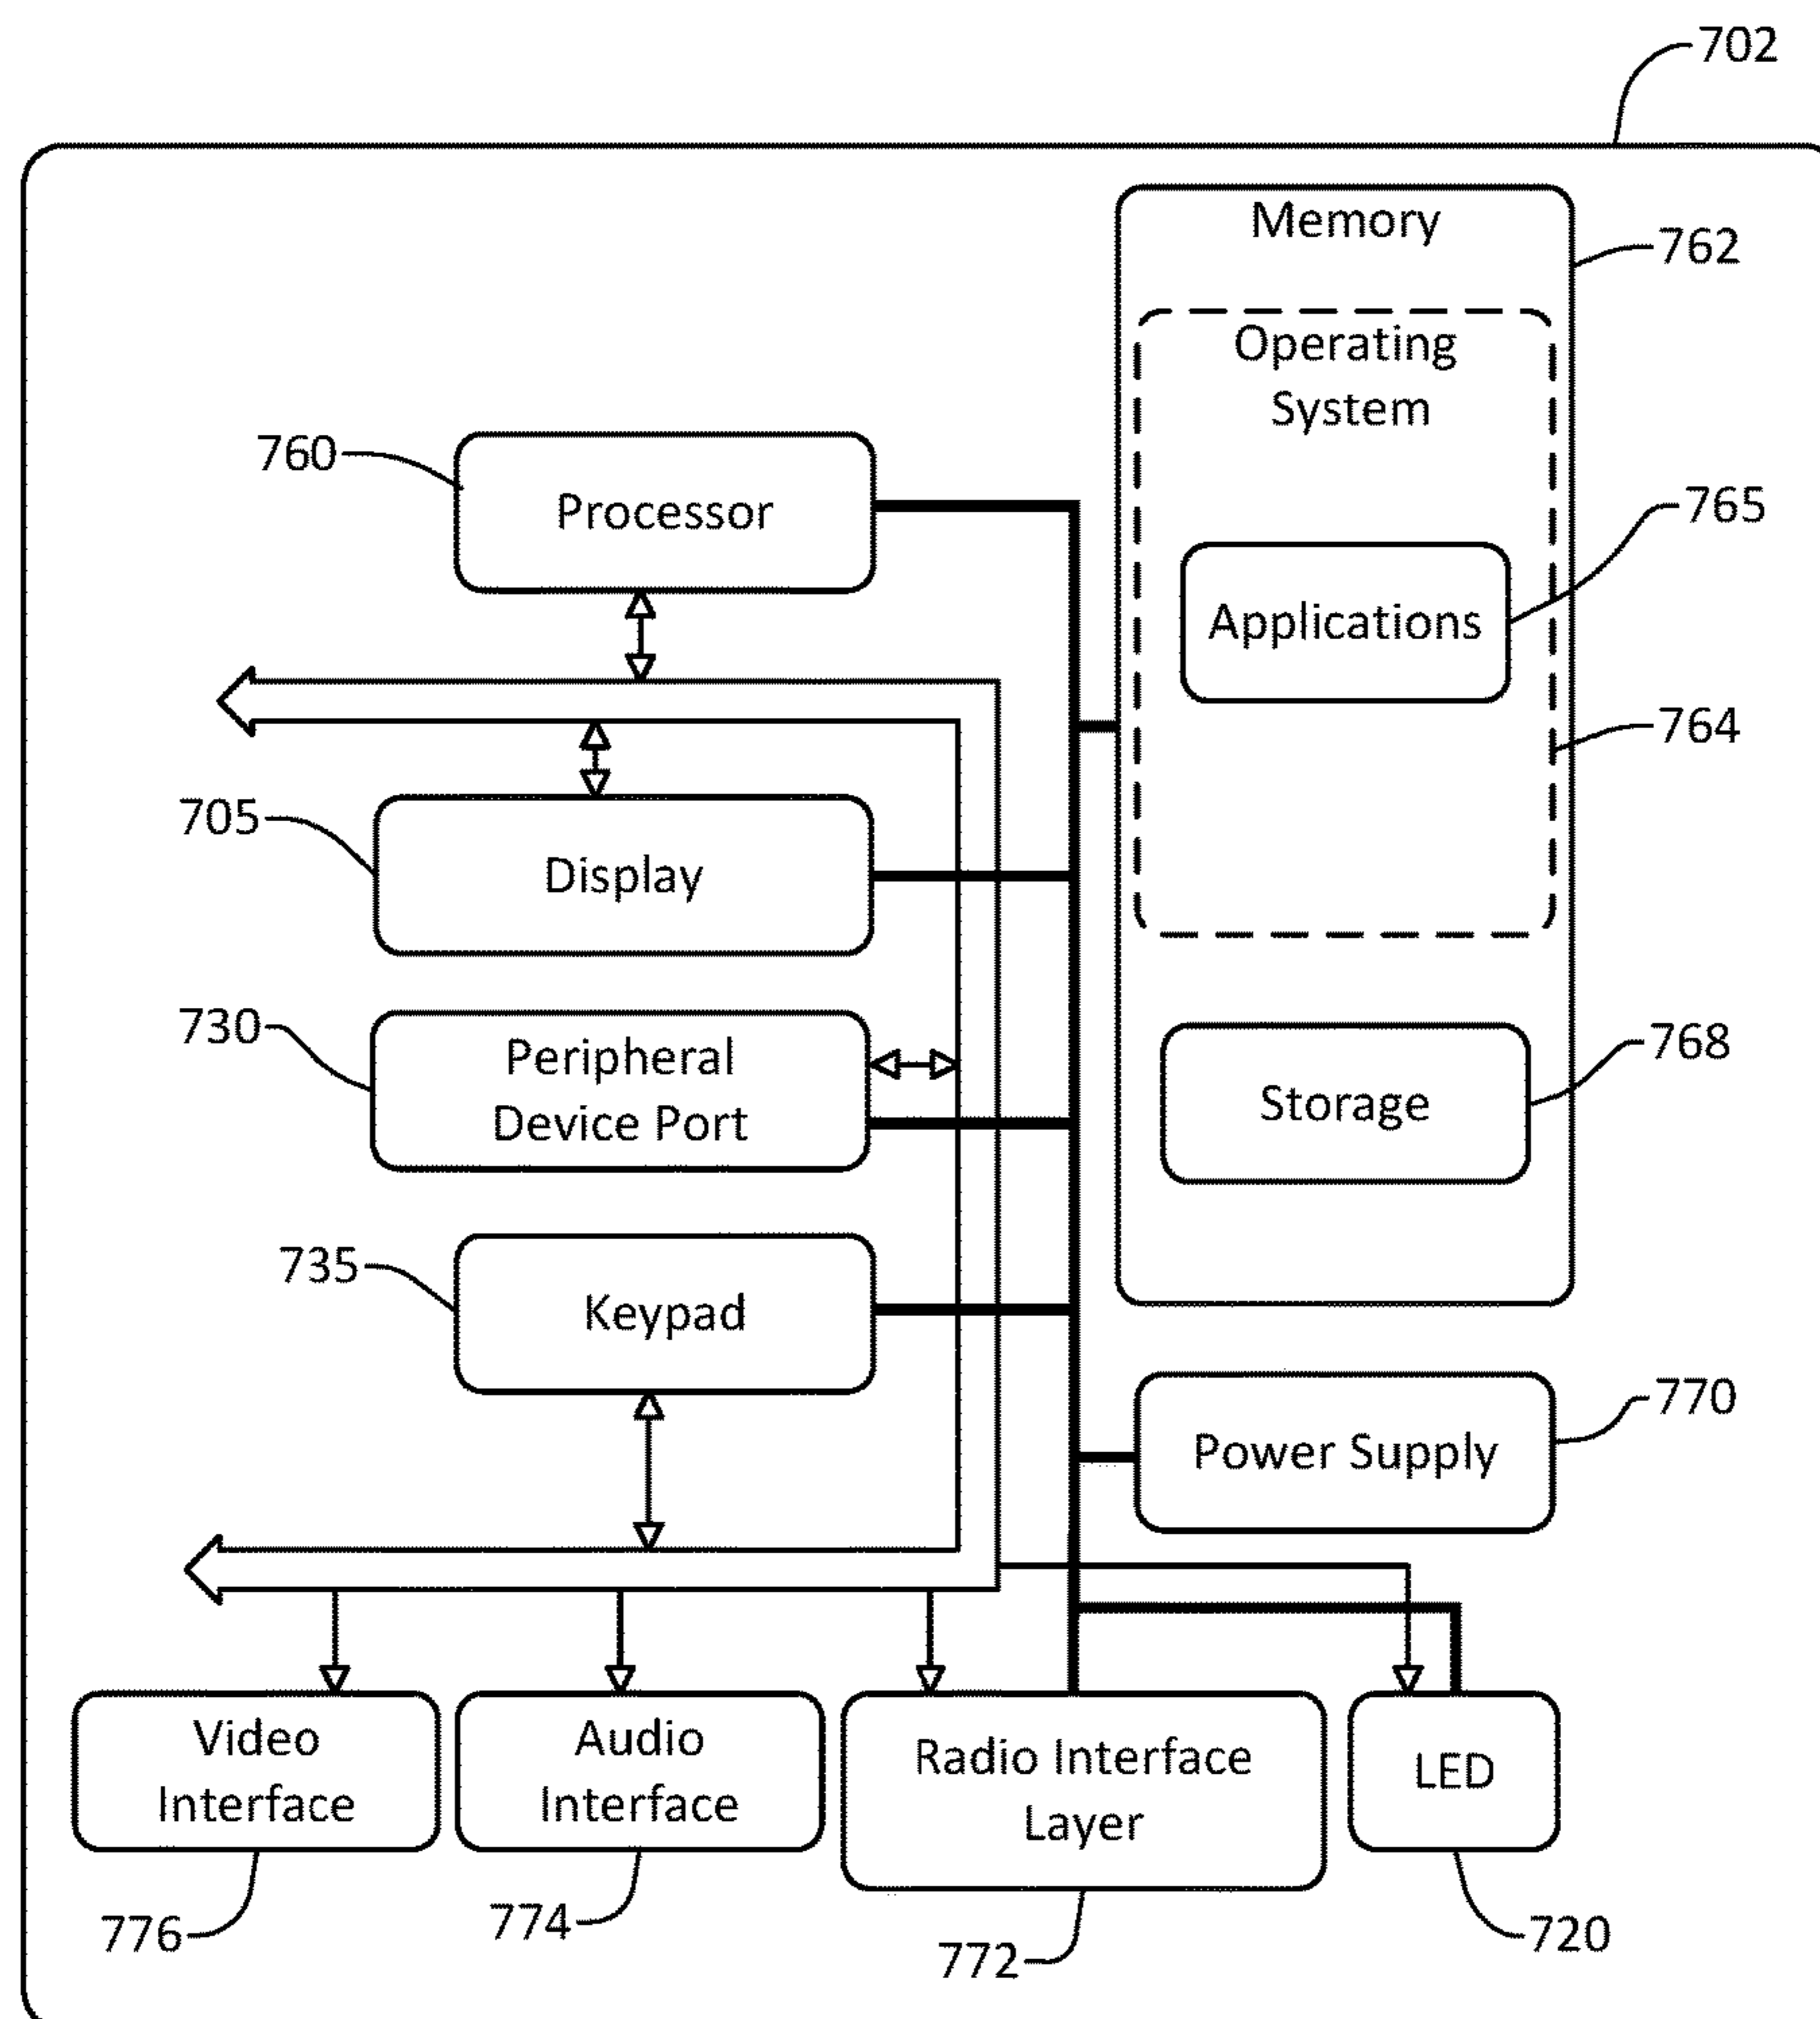 702
Memory
762
Operating
System
760
Processor
765
Applications
764
705
Display
730
Peripheral
Device Port
768
Storage
735
Keypad
770
Power Supply
Video
Interface
Audio
Interface
Radio Interface
Layer
LED
776
774
772
720